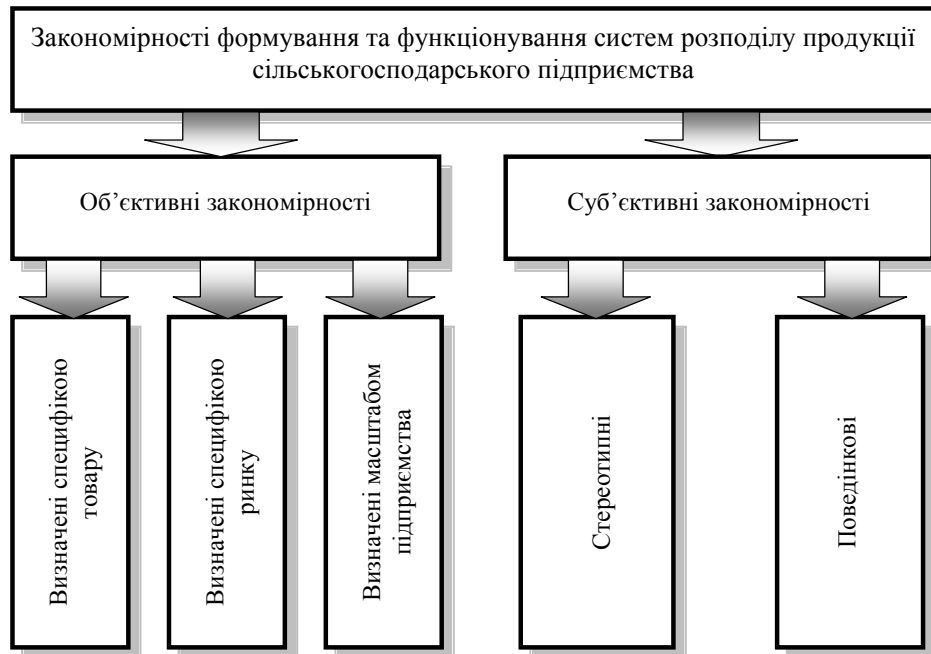 Закономірності формування та функціонування систем розподілу продукції
сільськогосподарського підприємства
Об’єктивні закономірності
Суб’єктивні закономірності
Визначені специфікою
товару
Визначені специфікою
ринку
Визначені масштабом
підприємства
Стереотипні
Поведінкові